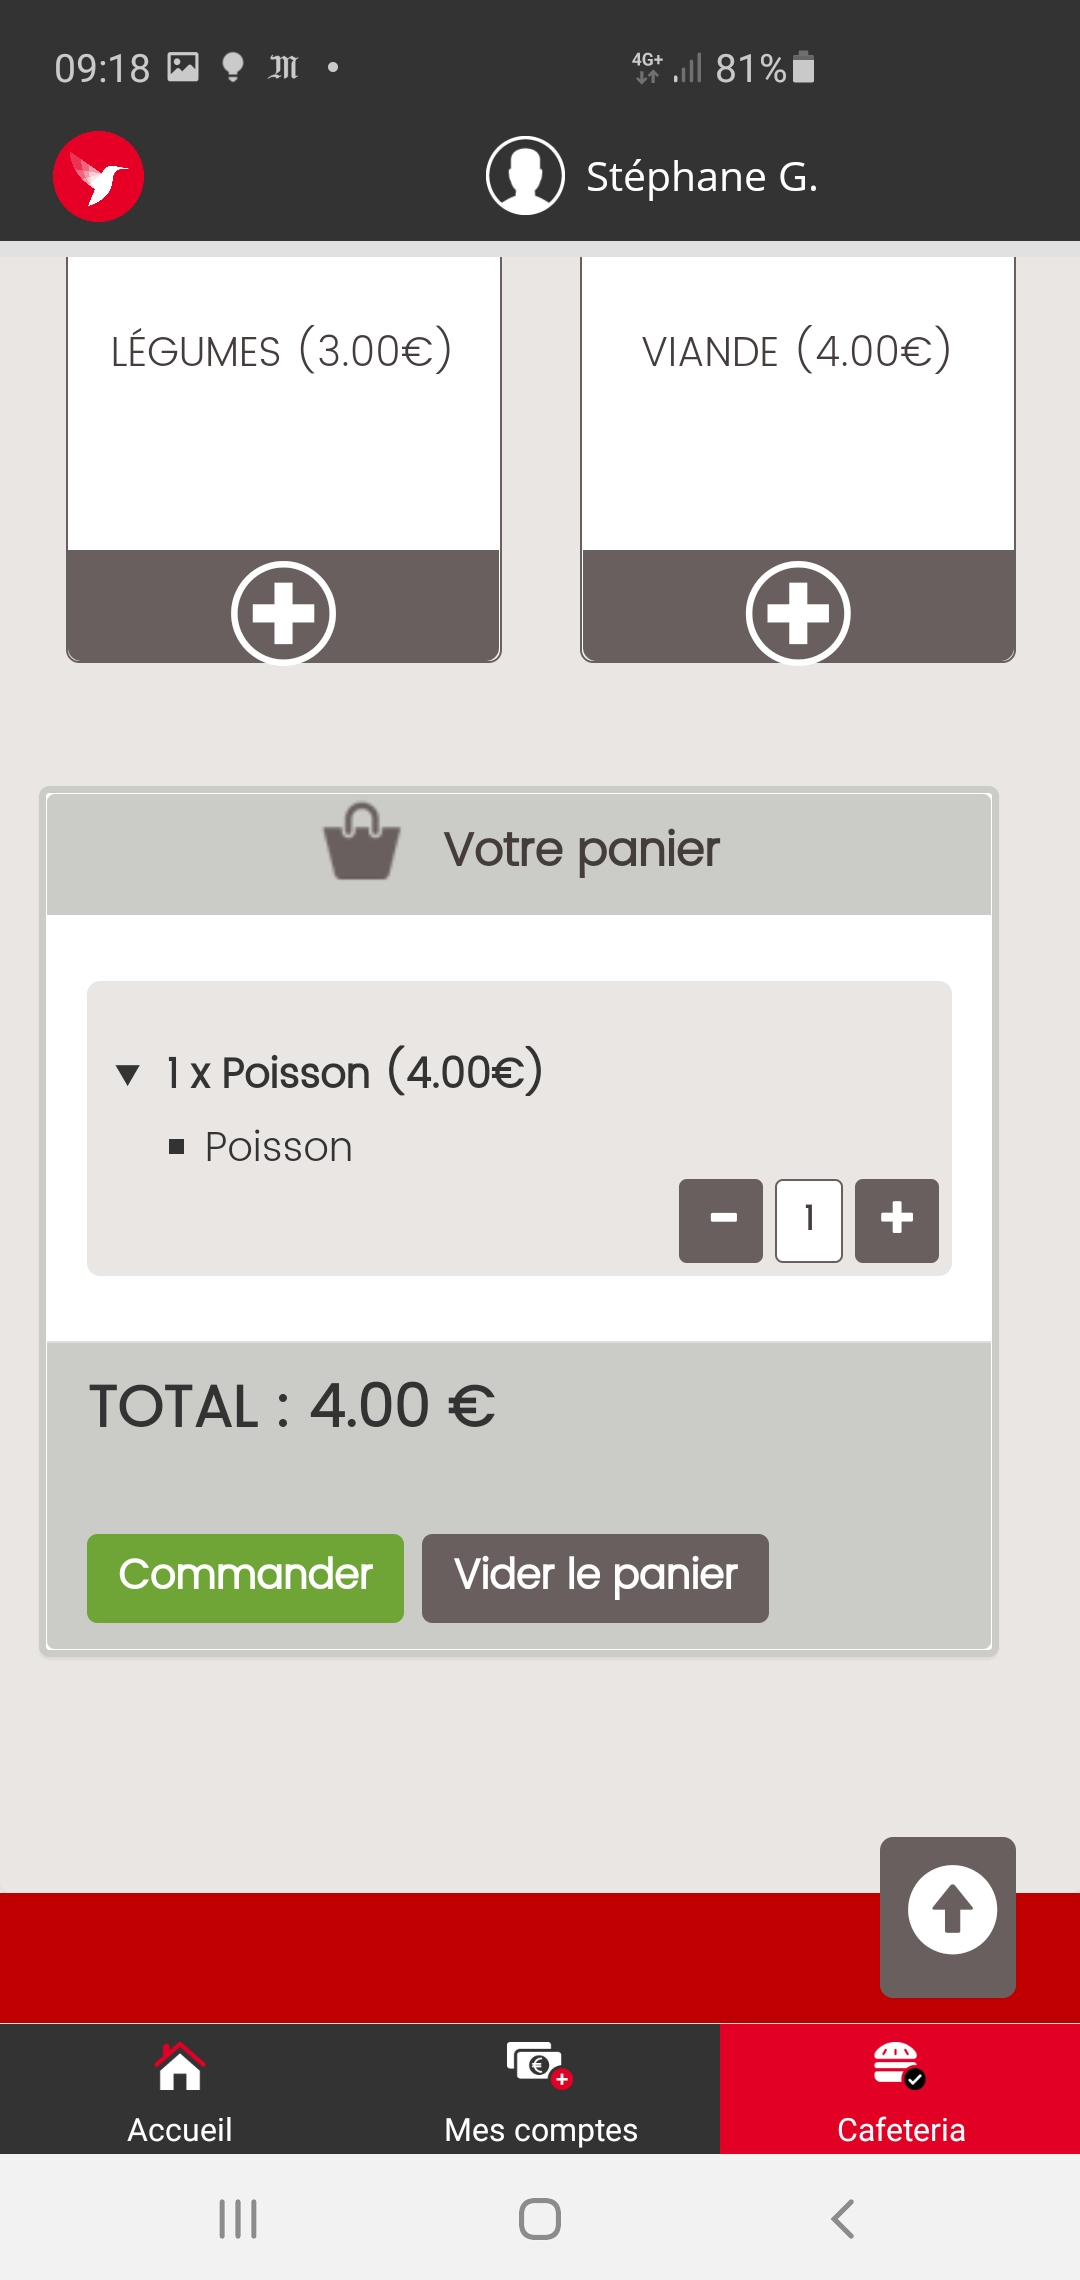 09:18
4G+ 81%
Stéphane G.
LÉGUMES (3.00€)
VIANDE (4.00€)
Votre panier
1 x Poisson (4.00€)
Poisson
1
TOTAL : 4.00 €
Commander
Vider le panier
Accueil
Mes comptes
Cafeteria